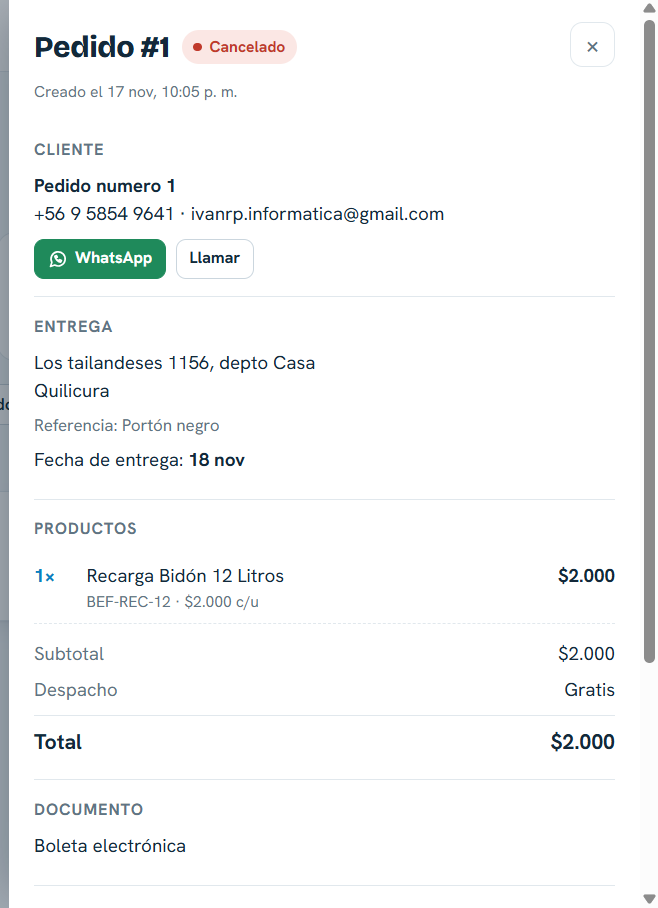 Pedido #1
Cancelado
Creado el 17 nov, 10:05 p. m.
CLIENTE
Pedido numero 1
+56 9 5854 9641 · ivanrp.informatica@gmail.com
WhatsApp
Llamar
ENTREGA
Los tailandeses 1156, depto Casa
Quilicura
Referencia: Portón negro
Fecha de entrega: 18 nov
PRODUCTOS
1× Recarga Bidón 12 Litros $2.000
BEF-REC-12 · $2.000 c/u
Subtotal $2.000
Despacho Gratis
Total $2.000
DOCUMENTO
Boleta electrónica